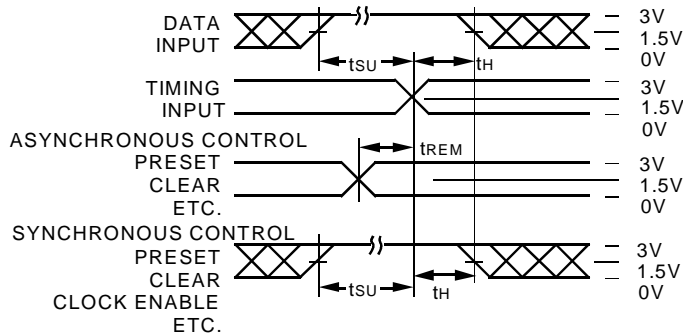 DATA
INPUT
tSU
tH
3V
1.5V
0V
TIMING
INPUT
3V
1.5V
0V
ASYNCHRONOUS CONTROL
PRESET
CLEAR
ETC.
tREM
3V
1.5V
0V
SYNCHRONOUS CONTROL
PRESET
CLEAR
CLOCK ENABLE
ETC.
tSU
tH
3V
1.5V
0V